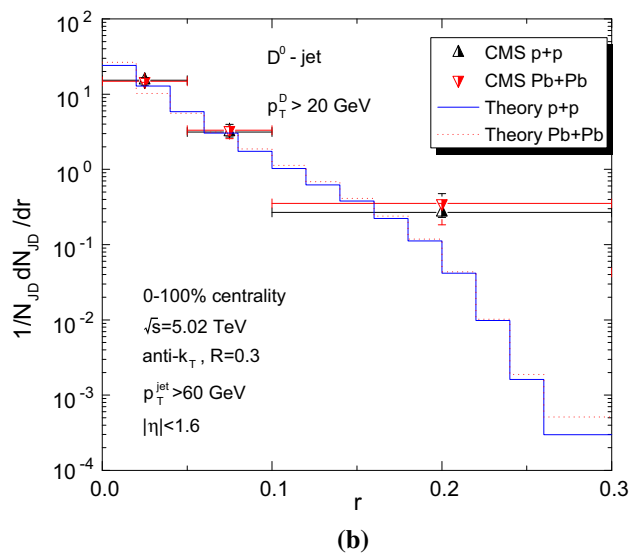 10²
10¹
10⁰
10⁻¹
10⁻²
10⁻³
10⁻⁴
1/N_JD dN_JD /dr
D⁰ - jet
p_T^D > 20 GeV
CMS p+p
CMS Pb+Pb
Theory p+p
Theory Pb+Pb
0-100% centrality
√s=5.02 TeV
anti-k_T , R=0.3
p_T^jet >60 GeV
|η|<1.6
0.0 0.1 0.2 0.3
r
(b)